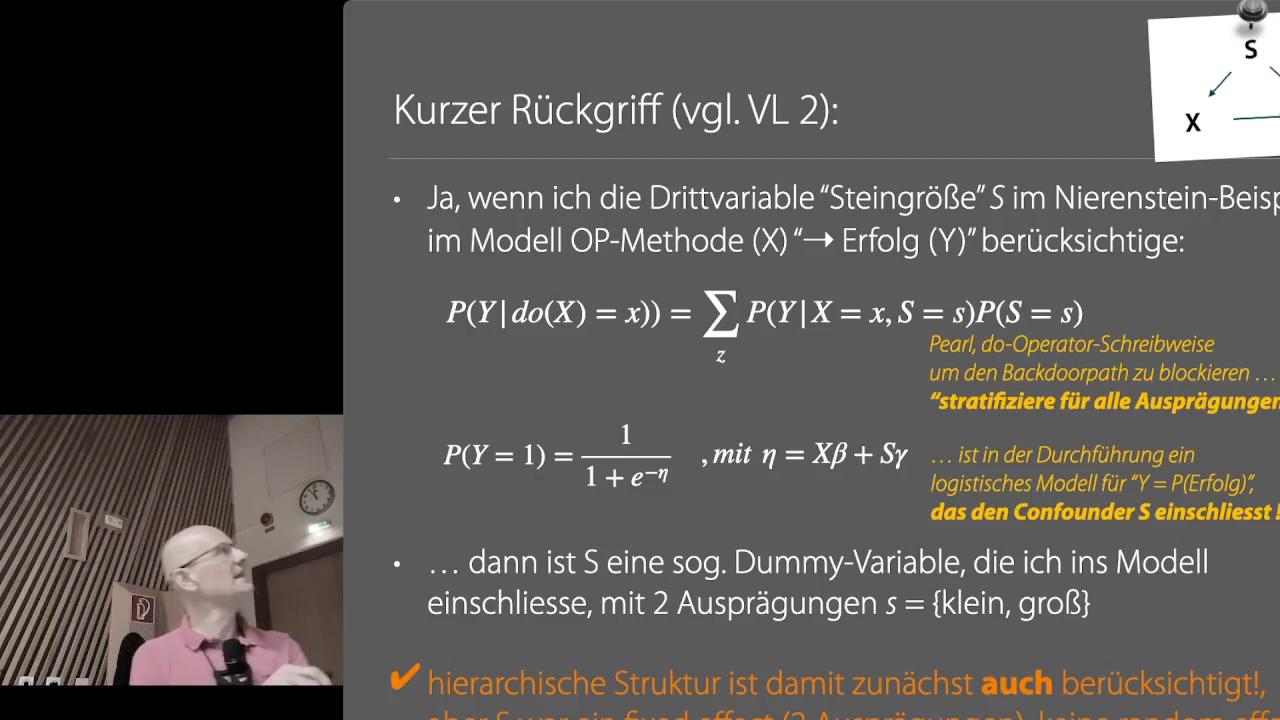 S
X
Kurzer Rückgriff (vgl. VL 2):
• Ja, wenn ich die Drittvariable “Steingröße” S im Nierenstein-Beisp
im Modell OP-Methode (X) “→ Erfolg (Y)” berücksichtige:
P(Y|do(X) = x)) = ∑_z P(Y|X = x, S = s)P(S = s)
Pearl, do-Operator-Schreibweise
um den Backdoorpath zu blockieren …
“stratifiziere für alle Ausprägungen
P(Y = 1) = 1 / (1 + e^{−η}) , mit η = Xβ + Sγ
… ist in der Durchführung ein
logistisches Modell für “Y = P(Erfolg)”,
das den Confounder S einschliesst !
• … dann ist S eine sog. Dummy-Variable, die ich ins Modell
einschliesse, mit 2 Ausprägungen s = {klein, groß}
✔ hierarchische Struktur ist damit zunächst auch berücksichtigt!,